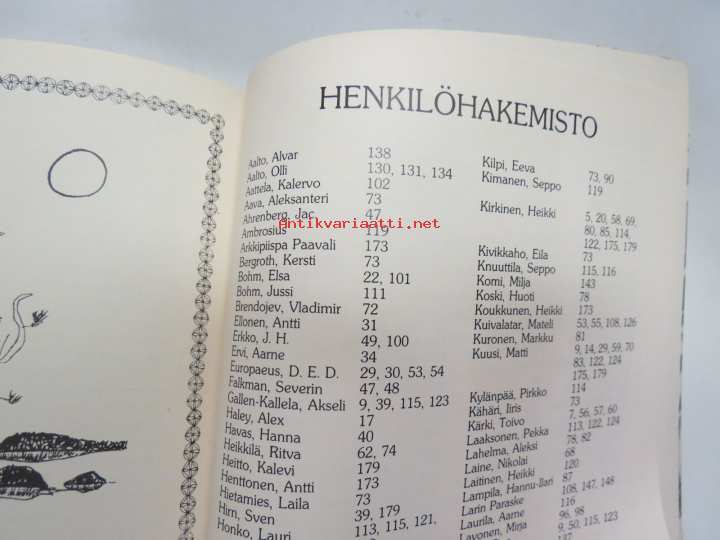 HENKILÖHAKEMISTO
Aalto, Alvar 138
Aalto, Olli 130, 131, 134
Aattela, Kalervo 102
Aava, Aleksanteri 73
Ahrenberg, Jac 47
Antikvariaatti.net
Ambrosius 119
Arkkipiispa Paavali 173
Bergroth, Kersti 73
Bohm, Elsa 22, 101
Bohm, Jussi 111
Brendojev, Vladimir 72
Ellonen, Antti 31
Erkko, J. H. 49, 100
Ervi, Aarne 34
Europaeus, D. E. D. 29, 30, 53, 54
Falkman, Severin 47, 48
Gallen-Kallela, Akseli 9, 39, 115, 123
Haley, Alex 17
Havas, Hanna 40
Heikkilä, Ritva 62, 74
Heitto, Kalevi 179
Henttonen, Antti 173
Hietamies, Laila 73
Hirn, Sven 39, 179
Honko, Lauri 113, 115, 121,
Kilpi, Eeva 73, 90
Kimanen, Seppo 119
Kirkinen, Heikki 5, 20, 58, 69,
80, 85, 114,
122, 175, 179
Kivikkaho, Eila 73
Knuuttila, Seppo 115, 116
Komi, Milja 143
Koski, Huoti 78
Koukkunen, Heikki 173
Kuivalatar, Mateli 53, 55, 108, 126
Kuronen, Markku 81
Kuusi, Matti 9, 14, 29, 59, 70
83, 122, 124
175, 179
Kylänpää, Pirkko 114
Kähäri, Iiris 73
Kärki, Toivo 7, 56, 57, 60
Laaksonen, Pekka 113, 122, 124
Lahelma, Aleksi 78, 82
Laine, Nikolai 68
Laitinen, Heikki 120
Lampila, Hannu-Ilari 87
Larin Paraske 108, 147, 148
Laurila, Aarne 116
Lavonen, Mirja 96, 98
9, 50, 115, 123
137